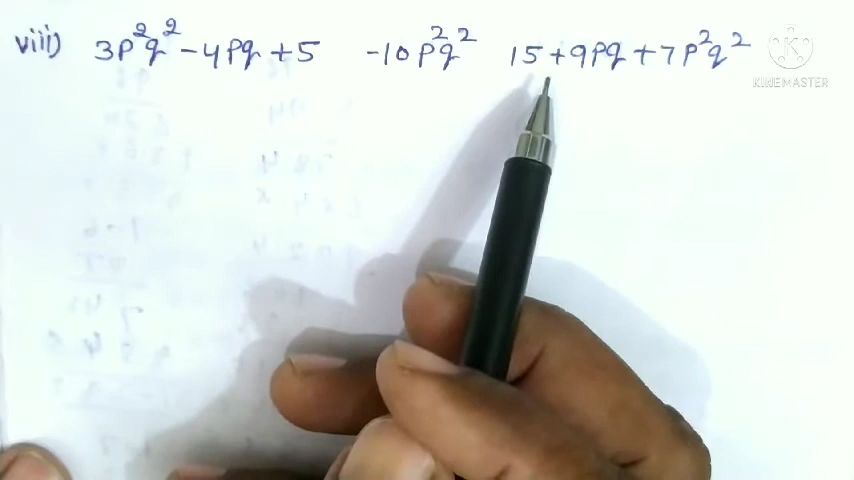 viii) 3p²q² - 4pq + 5 -10p²q² 15 + 9pq + 7p²q²
KINEMASTER